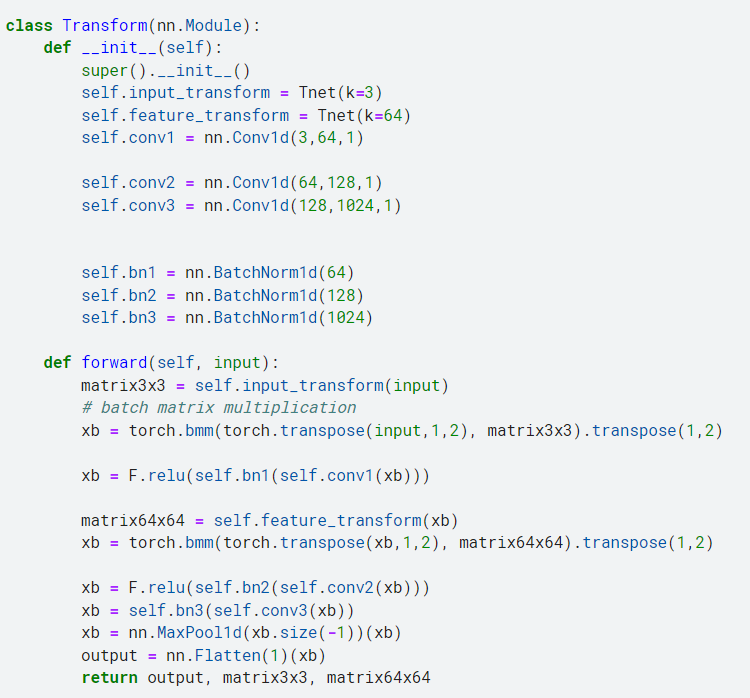 class Transform(nn.Module):
    def __init__(self):
        super().__init__()
        self.input_transform = Tnet(k=3)
        self.feature_transform = Tnet(k=64)
        self.conv1 = nn.Conv1d(3,64,1)

        self.conv2 = nn.Conv1d(64,128,1)
        self.conv3 = nn.Conv1d(128,1024,1)


        self.bn1 = nn.BatchNorm1d(64)
        self.bn2 = nn.BatchNorm1d(128)
        self.bn3 = nn.BatchNorm1d(1024)

    def forward(self, input):
        matrix3x3 = self.input_transform(input)
        # batch matrix multiplication
        xb = torch.bmm(torch.transpose(input,1,2), matrix3x3).transpose(1,2)

        xb = F.relu(self.bn1(self.conv1(xb)))

        matrix64x64 = self.feature_transform(xb)
        xb = torch.bmm(torch.transpose(xb,1,2), matrix64x64).transpose(1,2)

        xb = F.relu(self.bn2(self.conv2(xb)))
        xb = self.bn3(self.conv3(xb))
        xb = nn.MaxPool1d(xb.size(-1))(xb)
        output = nn.Flatten(1)(xb)
        return output, matrix3x3, matrix64x64